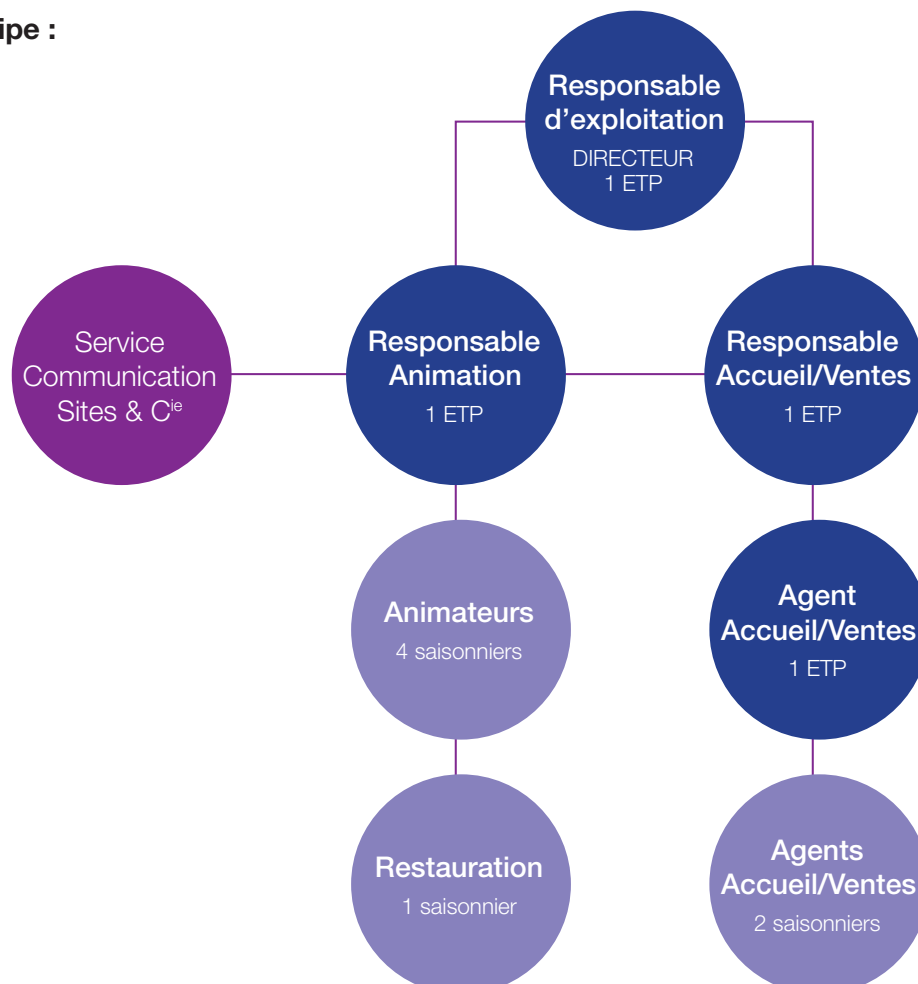 ipe :
Responsable
d'exploitation
DIRECTEUR
1 ETP
Service
Communication
Sites & Cie
Responsable
Animation
1 ETP
Responsable
Accueil/Ventes
1 ETP
Animateurs
4 saisonniers
Agent
Accueil/Ventes
1 ETP
Restauration
1 saisonnier
Agents
Accueil/Ventes
2 saisonniers